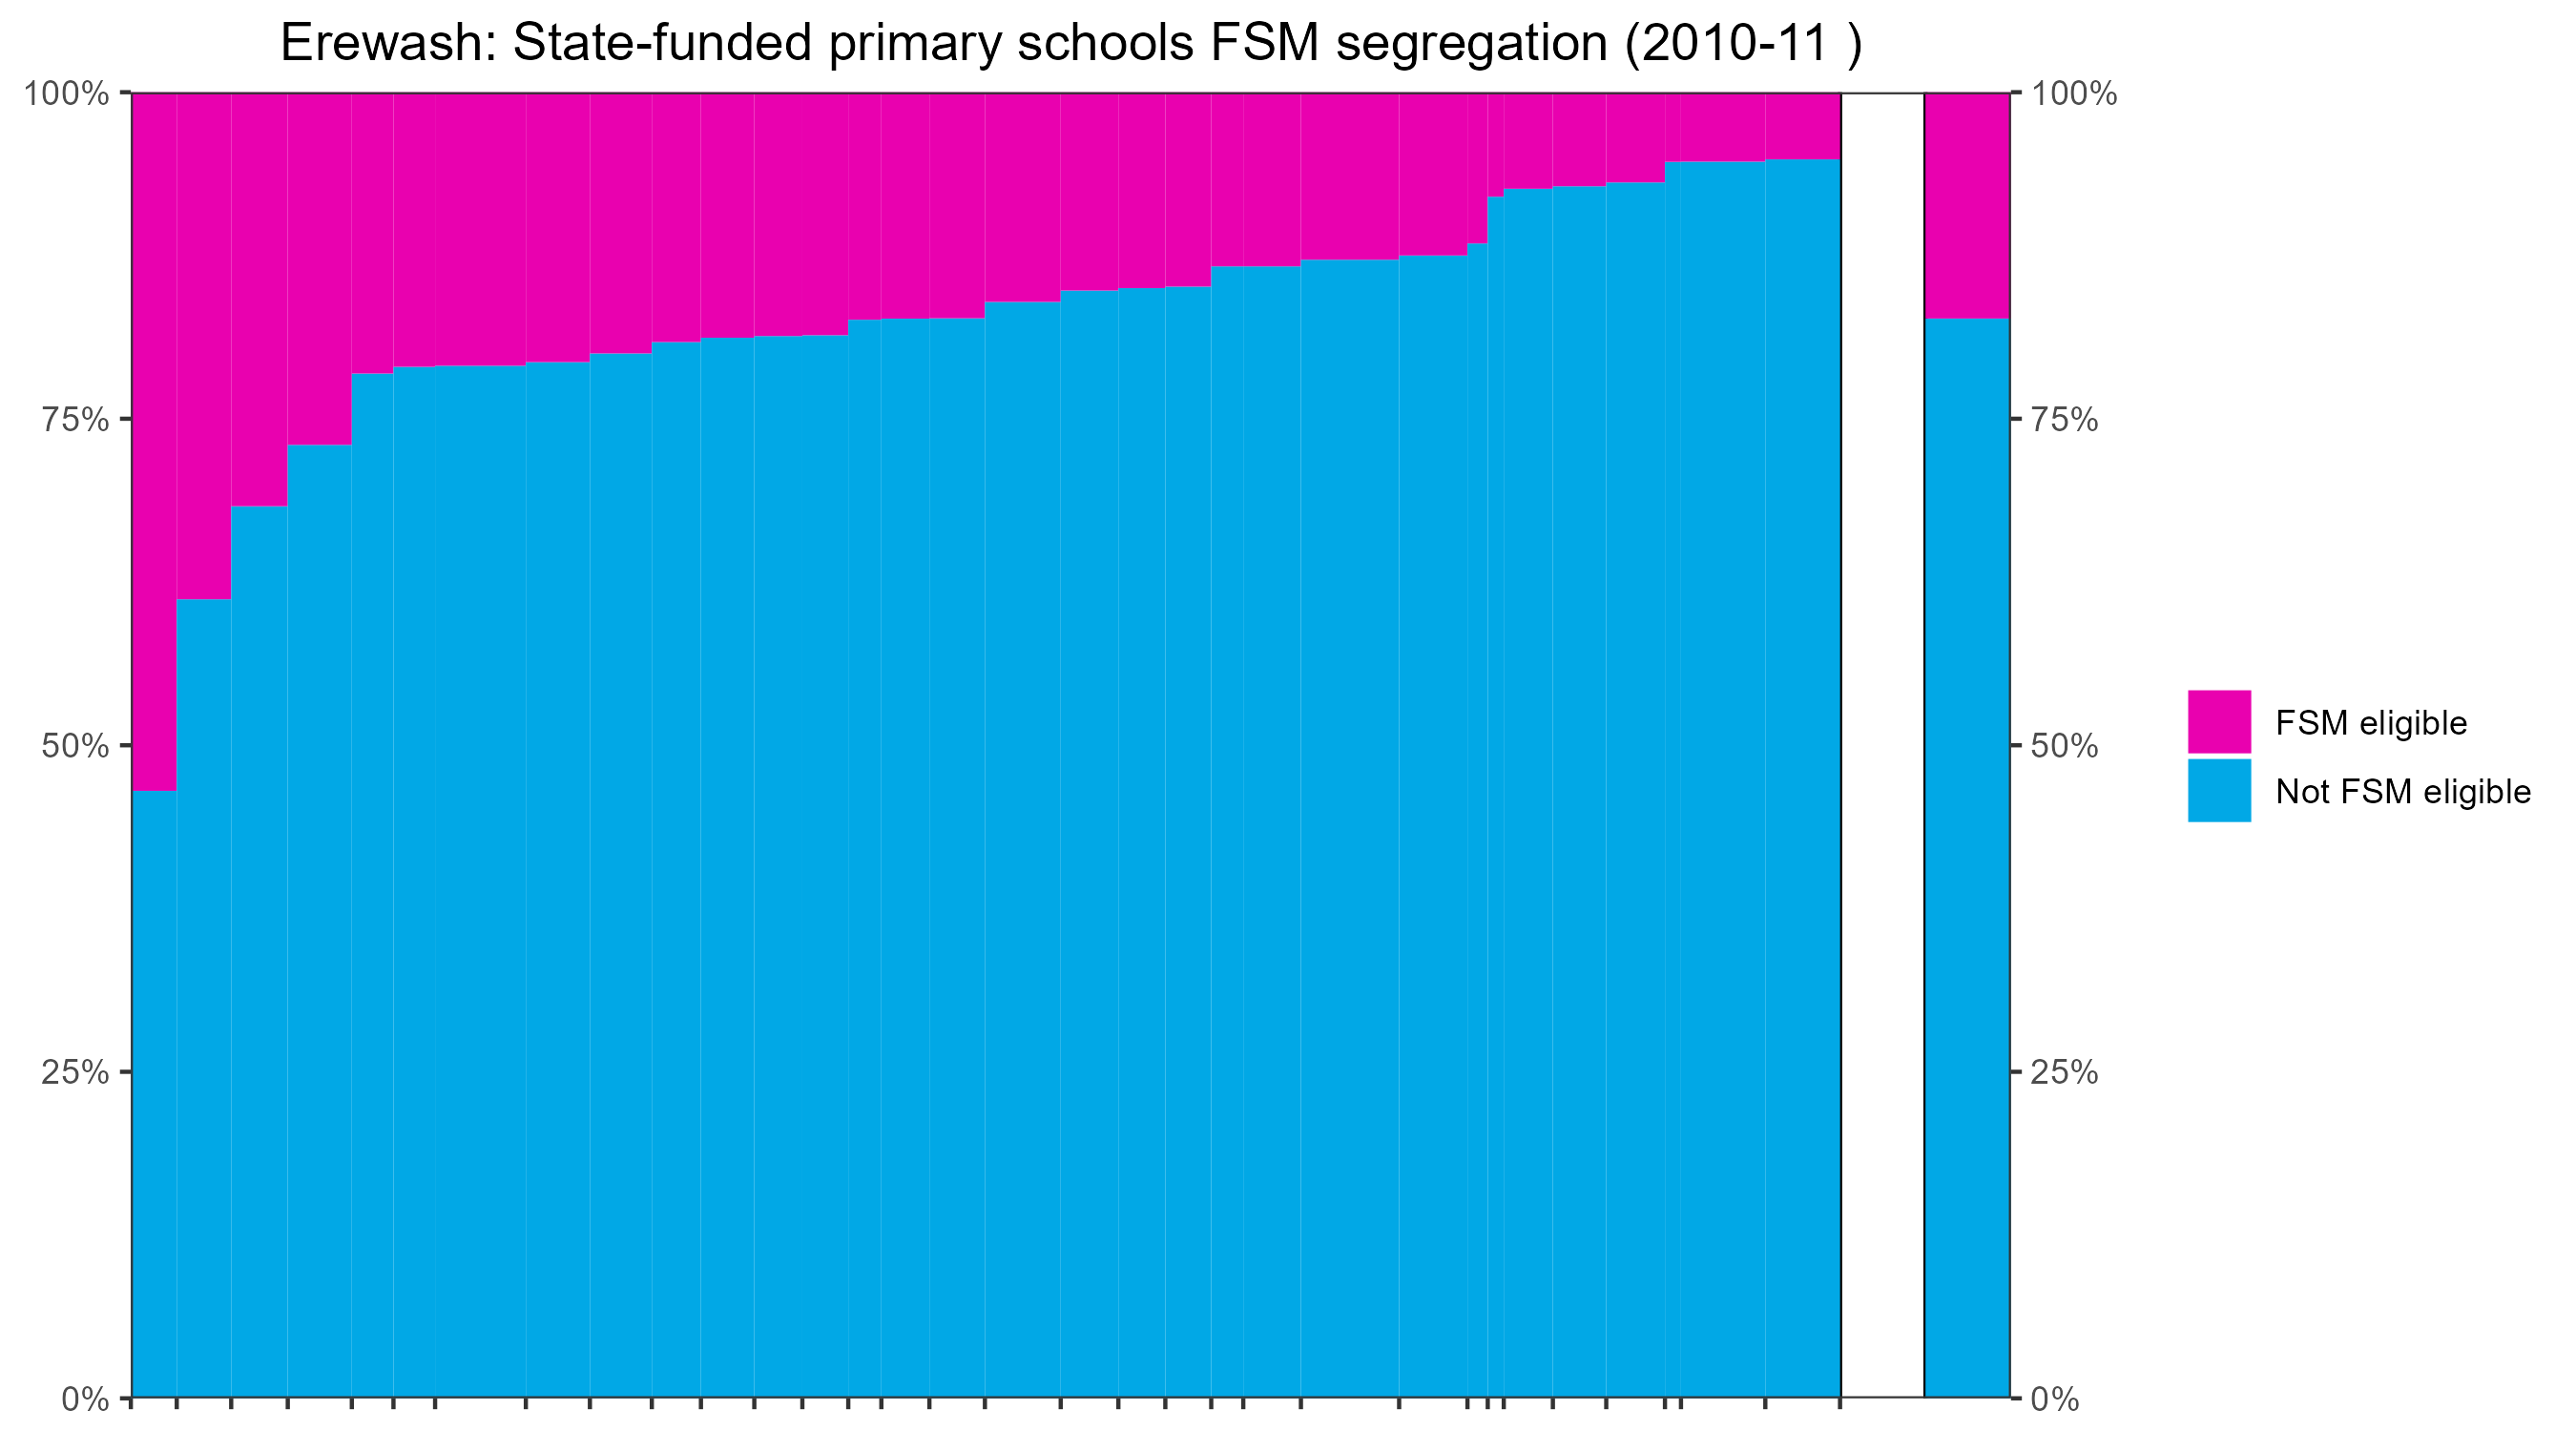 Erewash: State-funded primary schools FSM segregation (2010-11 )
100% 100%
75% 75%
50% 50%
FSM eligible
Not FSM eligible
25% 25%
0% 0%